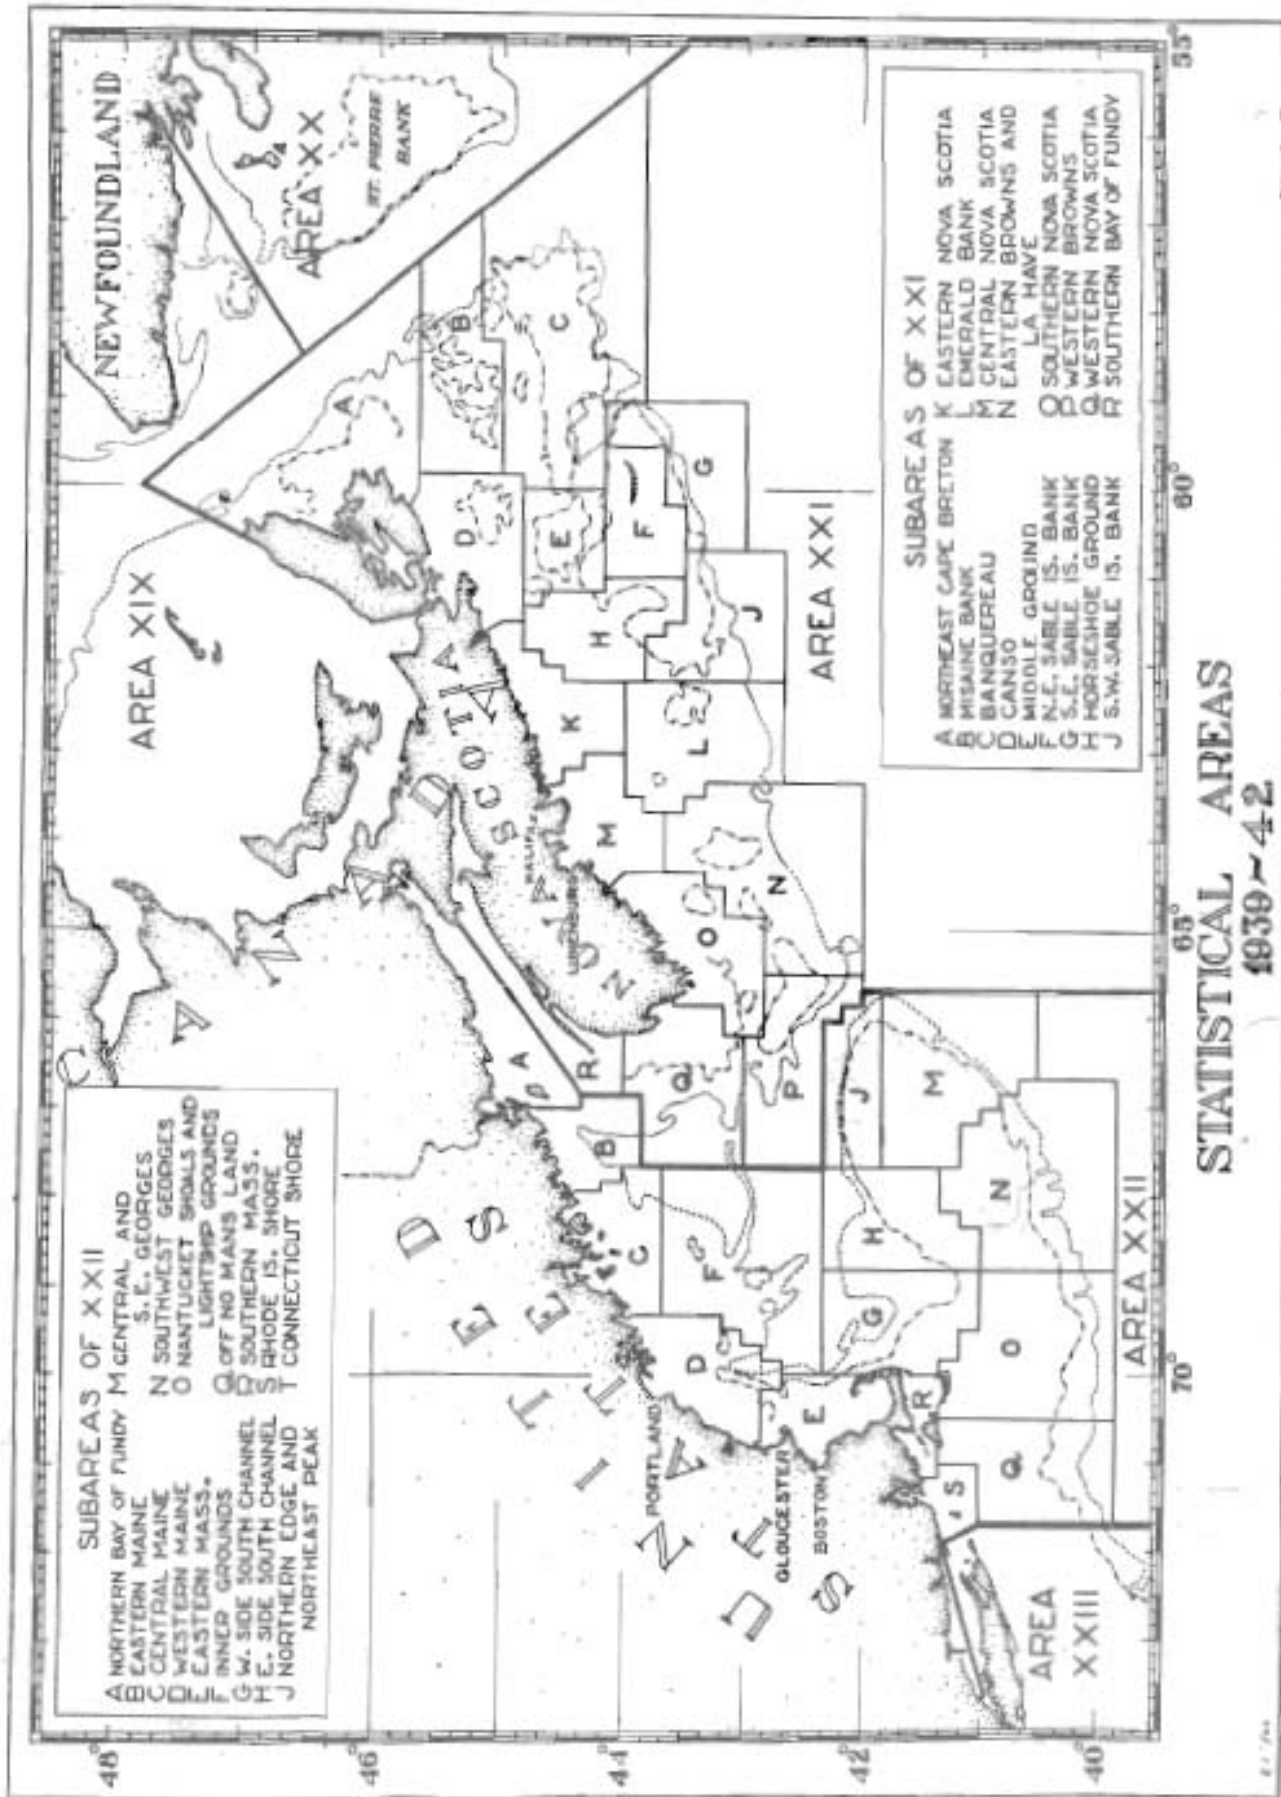 STATISTICAL AREAS
1939~42
SUBAREAS OF XXII
A NORTHERN BAY OF FUNDY
B EASTERN MAINE
C CENTRAL MAINE
D WESTERN MAINE
E EASTERN MASS.
F INNER GROUNDS
G W. SIDE SOUTH CHANNEL
H E. SIDE SOUTH CHANNEL
J NORTHERN EDGE AND
NORTHEAST PEAK
M CENTRAL AND
S. E. GEORGES
N SOUTHWEST GEORGES
O NANTUCKET SHOALS AND
LIGHTSHIP GROUNDS
Q OFF NO MANS LAND
R SOUTHERN MASS.
S RHODE IS. SHORE
T CONNECTICUT SHORE
SUBAREAS OF XXI
A NORTHEAST CAPE BRETON
B MISAINE BANK
C BANQUEREAU
D CANSO
E MIDDLE GROUND
F N.E. SABLE IS. BANK
G S.E. SABLE IS. BANK
H HORSESHOE GROUND
J S.W. SABLE IS. BANK
K EASTERN NOVA SCOTIA
L EMERALD BANK
M CENTRAL NOVA SCOTIA
N EASTERN BROWNS AND
LA HAVE
O SOUTHERN NOVA SCOTIA
P WESTERN BROWNS
Q WESTERN NOVA SCOTIA
R SOUTHERN BAY OF FUNDY
NEWFOUNDLAND
AREA XX
ST. PIERRE
BANK
AREA XIX
CANADA
NOVA SCOTIA
HALIFAX
LUNENBURG
UNITED
STATES
PORTLAND
GLOUCESTER
BOSTON
AREA XXI
AREA XXII
AREA
XXIII
A
B
C
D
E
F
G
H
J
K
L
M
N
O
P
Q
R
A
B
C
D
E
F
G
H
J
M
N
O
Q
R
S
T
48°
46°
44°
42°
40°
70°
65°
60°
55°